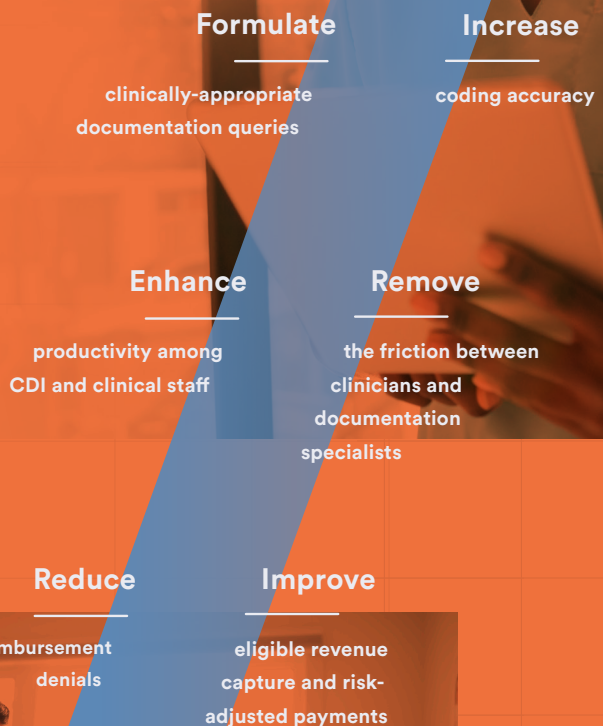 Formulate
clinically-appropriate
documentation queries
Increase
coding accuracy
Enhance
productivity among
CDI and clinical staff
Remove
the friction between
clinicians and
documentation
specialists
Reduce
denials
Improve
eligible revenue
capture and risk-
adjusted payments